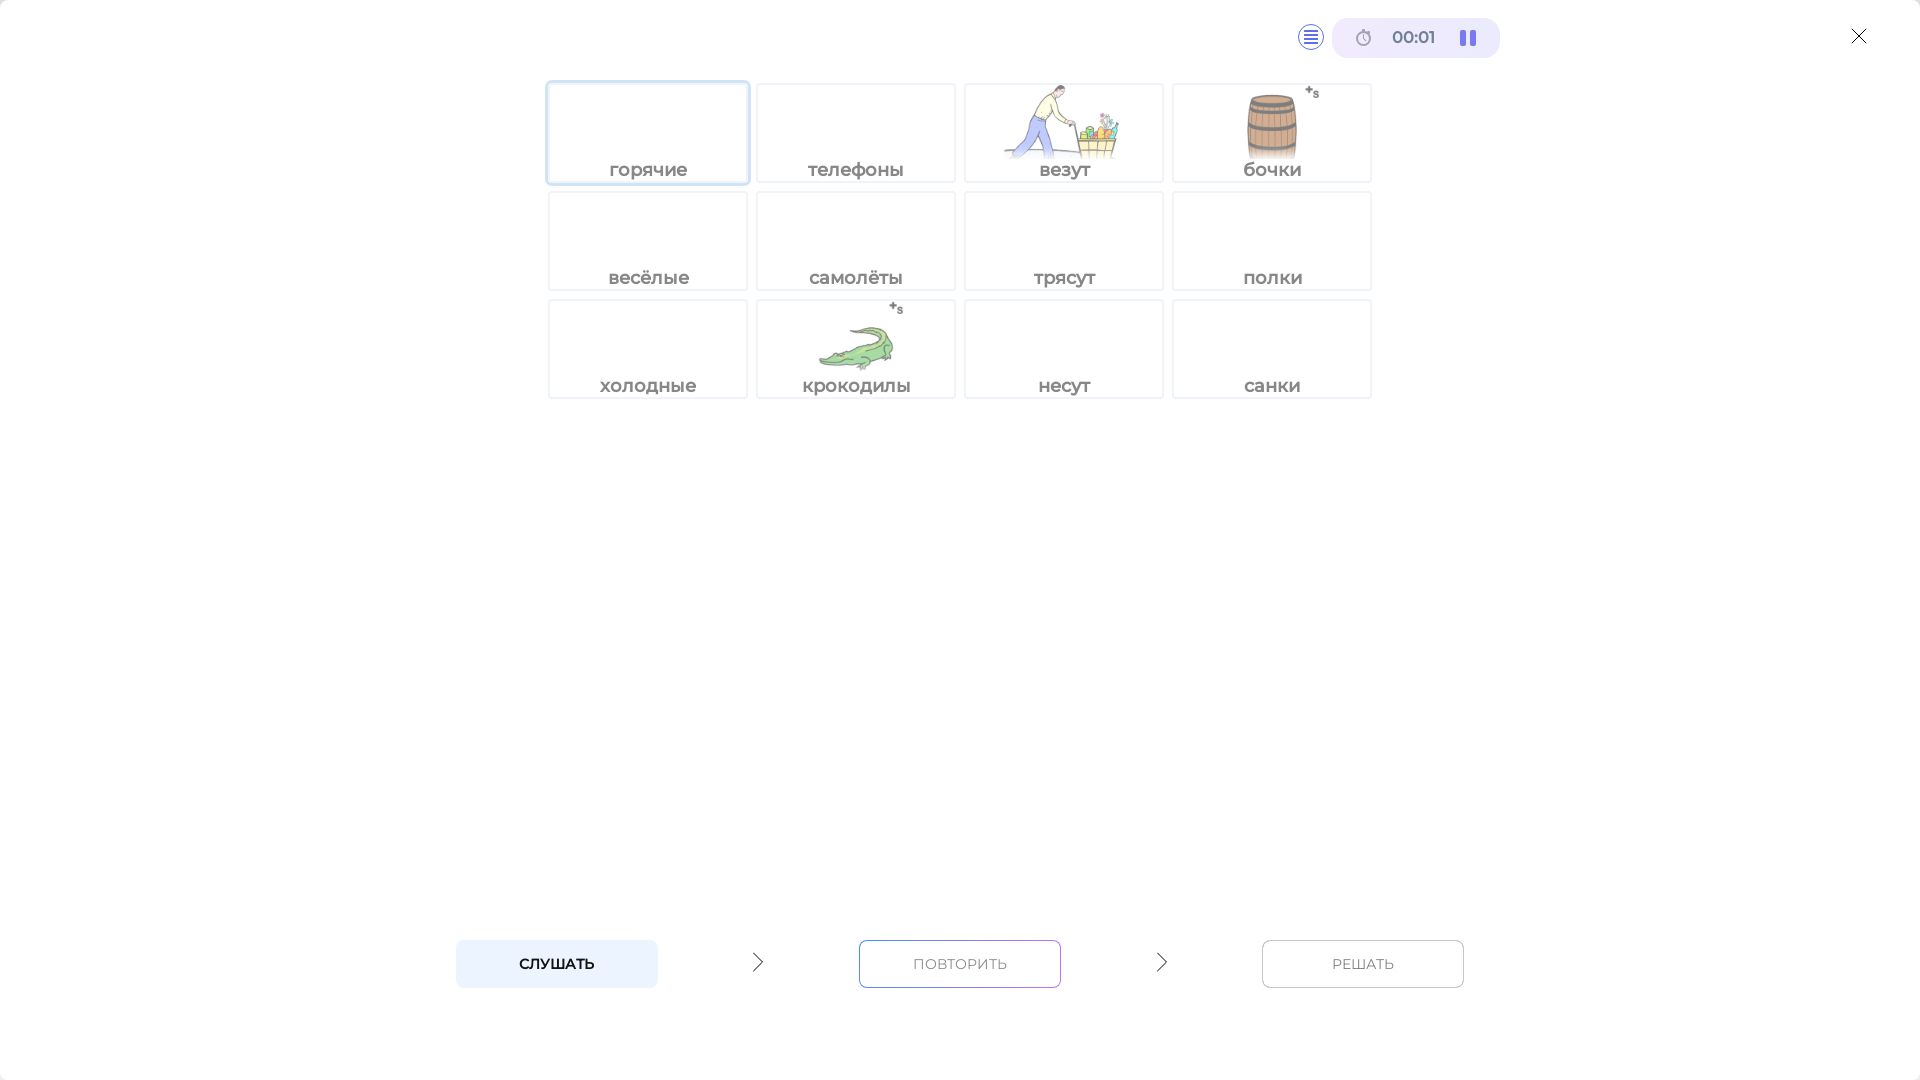 00:01
горячие телефоны везут бочки
весёлые самолёты трясут полки
холодные крокодилы несут санки
+s
+s
СЛУШАТЬ ПОВТОРИТЬ РЕШАТЬ